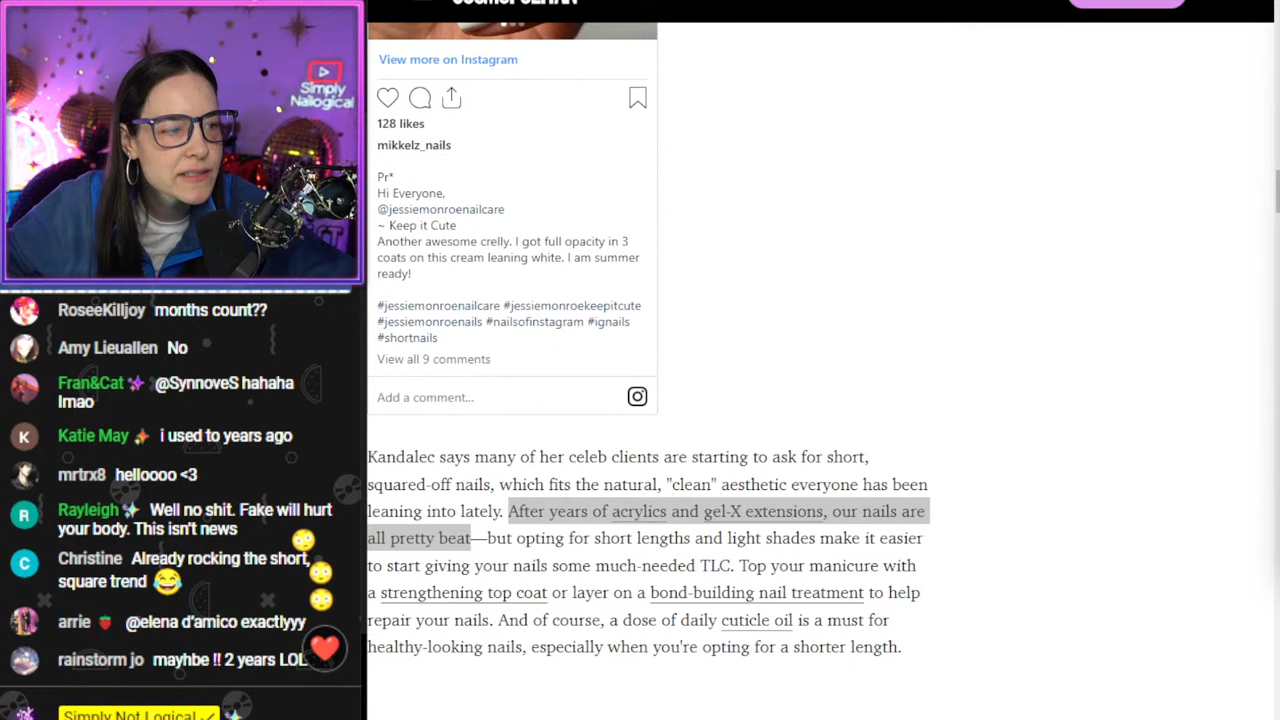 Simply
Nailogical
RoseeKilljoy months count??
Amy Lieuallen No
Fran&Cat @SynnoveS hahaha
lmao
K
Katie May i used to years ago
mrtrx8 helloooo <3
R
Rayleigh Well no shit. Fake will hurt
your body. This isn't news
C
Christine Already rocking the short,
square trend
arrie @elena d'amico exactlyyy
rainstorm jo mayhbe !! 2 years LOL
Simply Not Logical
COSMOPOLITAN
View more on Instagram
128 likes
mikkelz_nails
Pr*
Hi Everyone,
@jessiemonroenailcare
~ Keep it Cute
Another awesome crelly. I got full opacity in 3
coats on this cream leaning white. I am summer
ready!
#jessiemonroenailcare #jessiemonroekeepitcute
#jessiemonroenails #nailsofinstagram #ignails
#shortnails
View all 9 comments
Add a comment...
Kandalec says many of her celeb clients are starting to ask for short,
squared-off nails, which fits the natural, "clean" aesthetic everyone has been
leaning into lately. After years of acrylics and gel-X extensions, our nails are
all pretty beat—but opting for short lengths and light shades make it easier
to start giving your nails some much-needed TLC. Top your manicure with
a strengthening top coat or layer on a bond-building nail treatment to help
repair your nails. And of course, a dose of daily cuticle oil is a must for
healthy-looking nails, especially when you're opting for a shorter length.